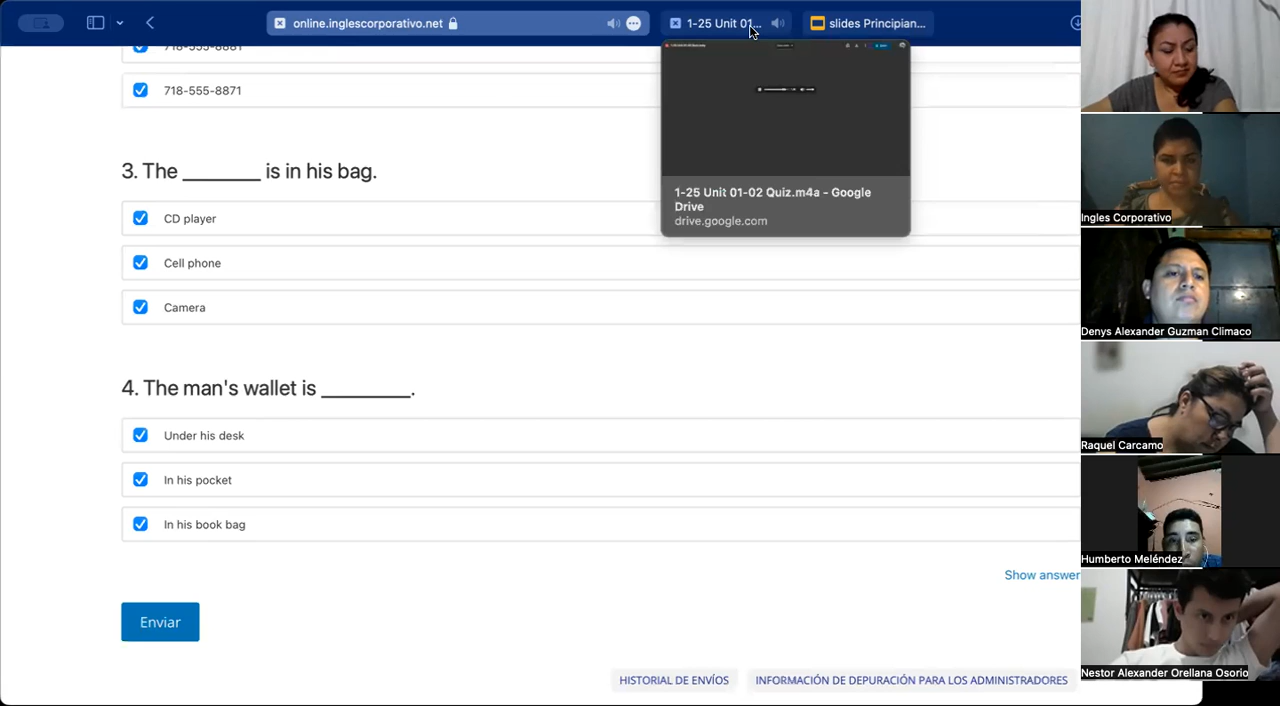 online.inglescorporativo.net
1-25 Unit 01...
slides Principian...
718-555-8871
1-25 Unit 01-02 Quiz.m4a - Google
Drive
drive.google.com
3. The ________ is in his bag.
CD player
Cell phone
Camera
4. The man's wallet is _________.
Under his desk
In his pocket
In his book bag
Show answer
Enviar
HISTORIAL DE ENVÍOS
INFORMACIÓN DE DEPURACIÓN PARA LOS ADMINISTRADORES
Ingles Corporativo
Denys Alexander Guzman Climaco
Raquel Carcamo
Humberto Meléndez
Nestor Alexander Orellana Osorio